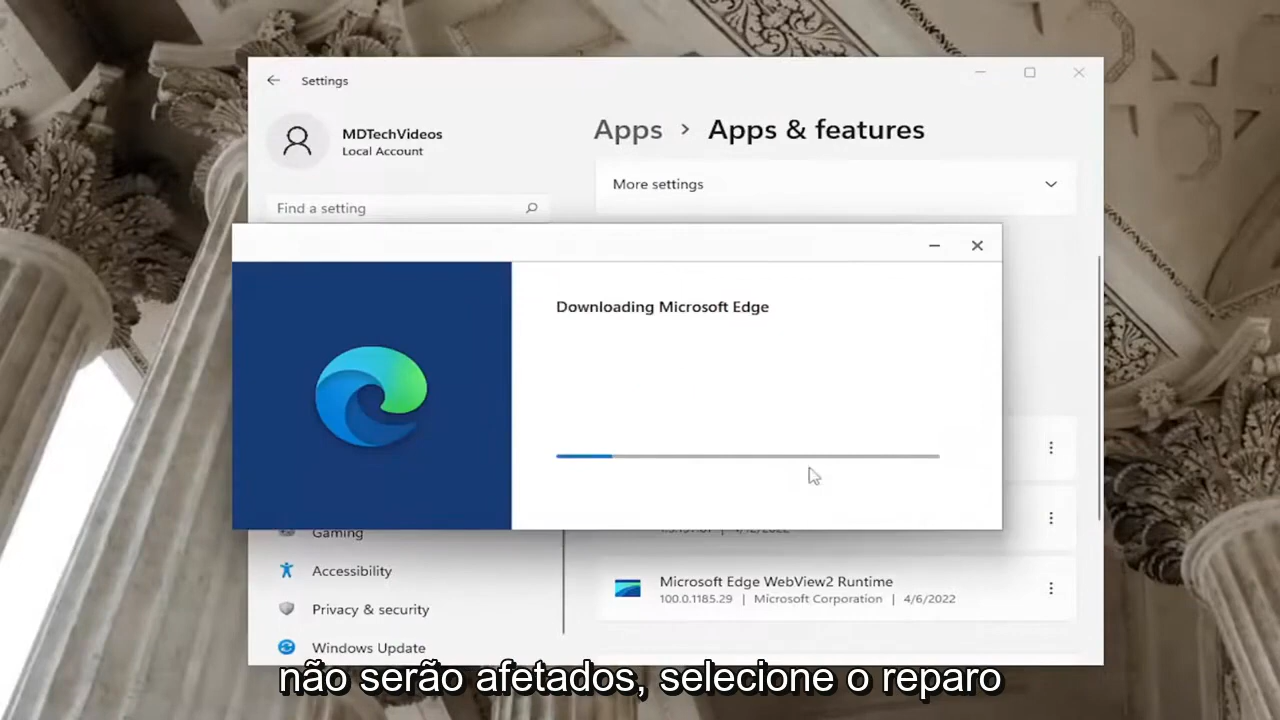 Settings
MDTechVideos
Local Account
Find a setting
Apps > Apps & features
More settings
Downloading Microsoft Edge
Gaming
Accessibility
Privacy & security
Windows Update
Microsoft Edge WebView2 Runtime
100.0.1185.29 | Microsoft Corporation | 4/6/2022
não serão afetados, selecione o reparo